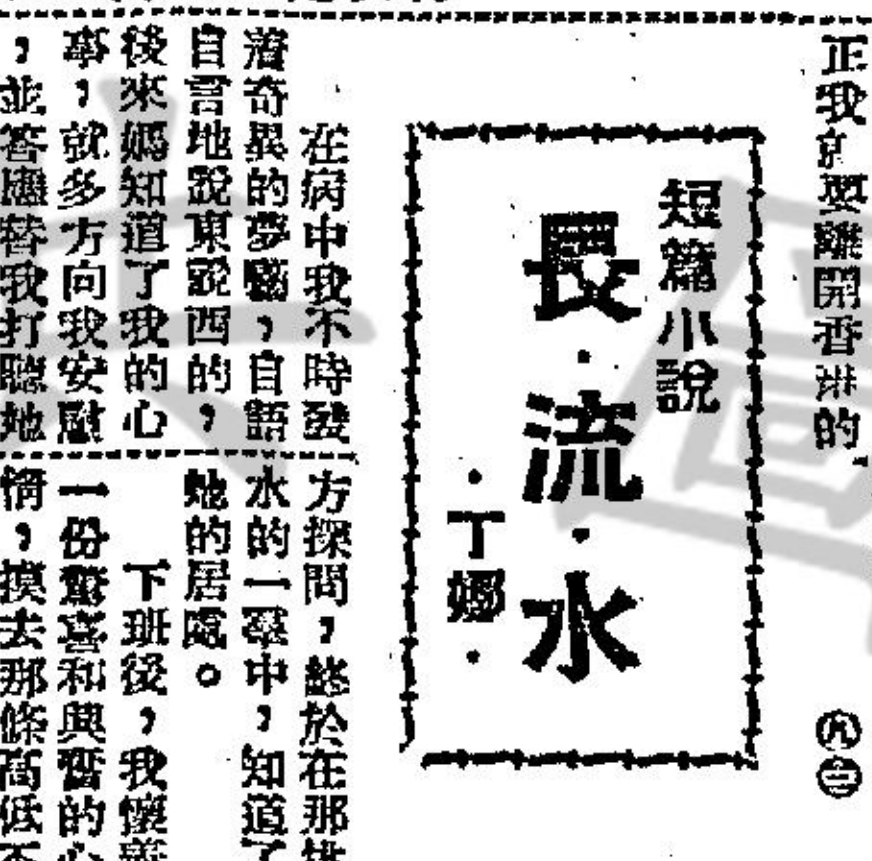 正我就要離開香港的
短篇小說
長·流·水
·丁娜·
在病中我不時發
着奇異的夢囈,自語
自言地說東說西的,
後來媽知道了我的心
事,就多方向我安慰
,並答應替我打聽她
方探問,終於在那
水的一羣中,知道了
她的居處。
下班後,我懷着
一份驚喜和興奮的心
情,摸去那條高低不